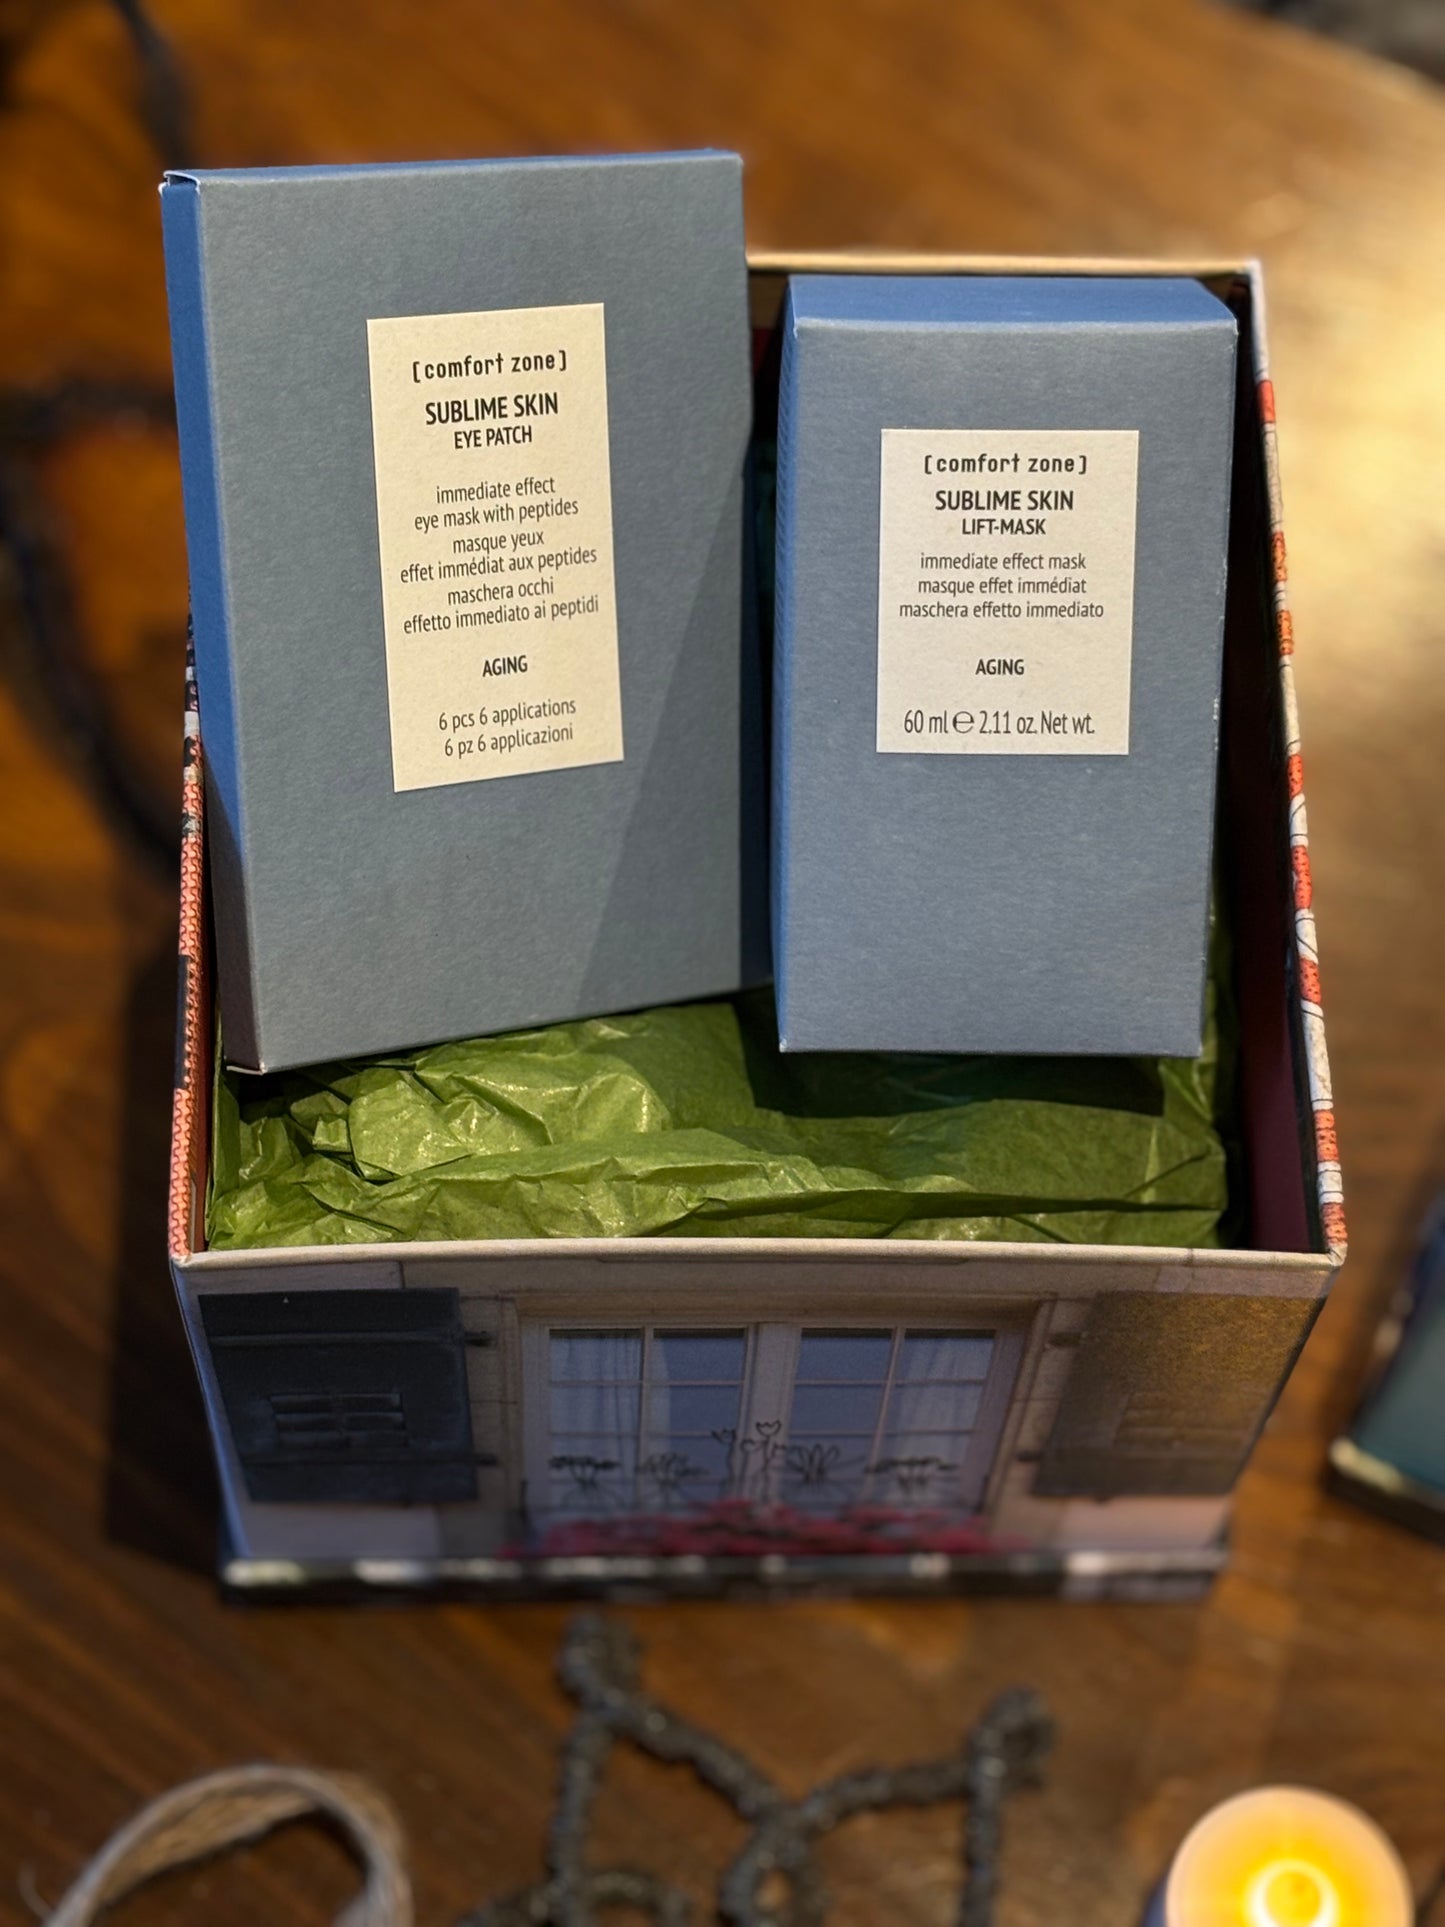 [comfort zone]
SUBLIME SKIN
EYE PATCH
immediate effect
eye mask with peptides
masque yeux
effet immédiat aux peptides
maschera occhi
effetto immediato ai peptidi
AGING
6 pcs 6 applications
6 pz 6 applicazioni
[comfort zone]
SUBLIME SKIN
LIFT-MASK
immediate effect mask
masque effet immédiat
maschera effetto immediato
AGING
60 ml ℮ 2.11 oz. Net wt.